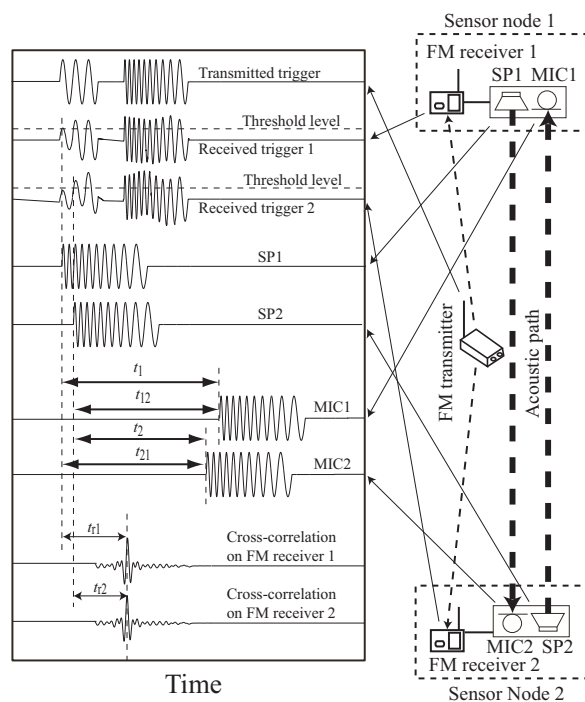 Sensor node 1
FM receiver 1
SP1 MIC1
Transmitted trigger
Threshold level
Received trigger 1
Threshold level
Received trigger 2
SP1
SP2
t1
t12
MIC1
t2
t21
MIC2
tr1
Cross-correlation
on FM receiver 1
tr2
Cross-correlation
on FM receiver 2
Time
FM transmitter
Acoustic path
MIC2 SP2
FM receiver 2
Sensor Node 2